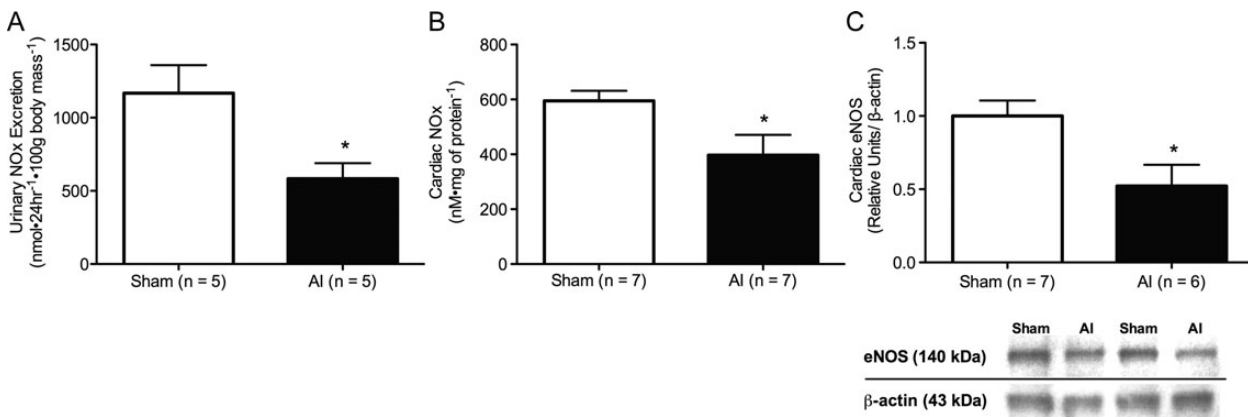 A
Urinary NOx Excretion
(nmol•24hr⁻¹•100g body mass⁻¹)
1500
1000
500
0
*
Sham (n = 5)
AI (n = 5)
B
Cardiac NOx
(nM•mg of protein⁻¹)
800
600
400
200
0
*
Sham (n = 7)
AI (n = 7)
C
Cardiac eNOS
(Relative Units/ β-actin)
1.5
1.0
0.5
0.0
*
Sham (n = 7)
AI (n = 6)
Sham AI Sham AI
eNOS (140 kDa)
β-actin (43 kDa)